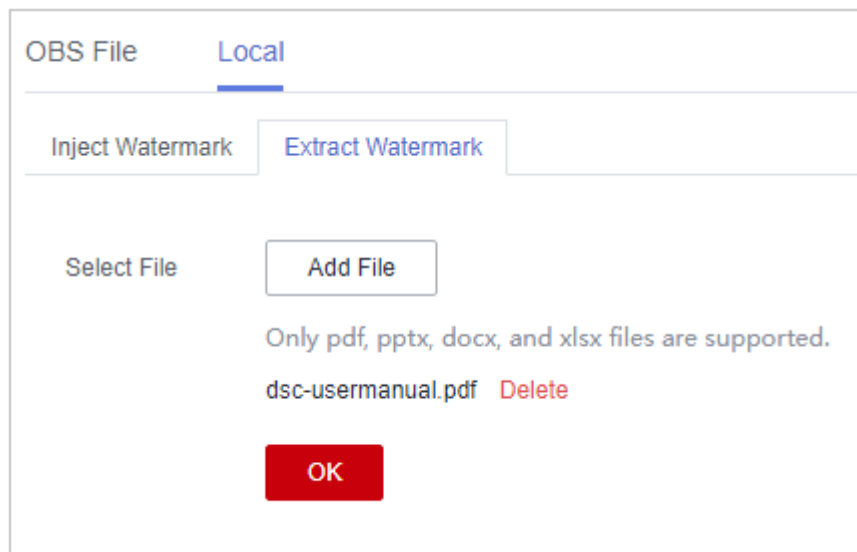 OBS File Local
Inject Watermark Extract Watermark
Select File Add File
Only pdf, pptx, docx, and xlsx files are supported.
dsc-usermanual.pdf Delete
OK